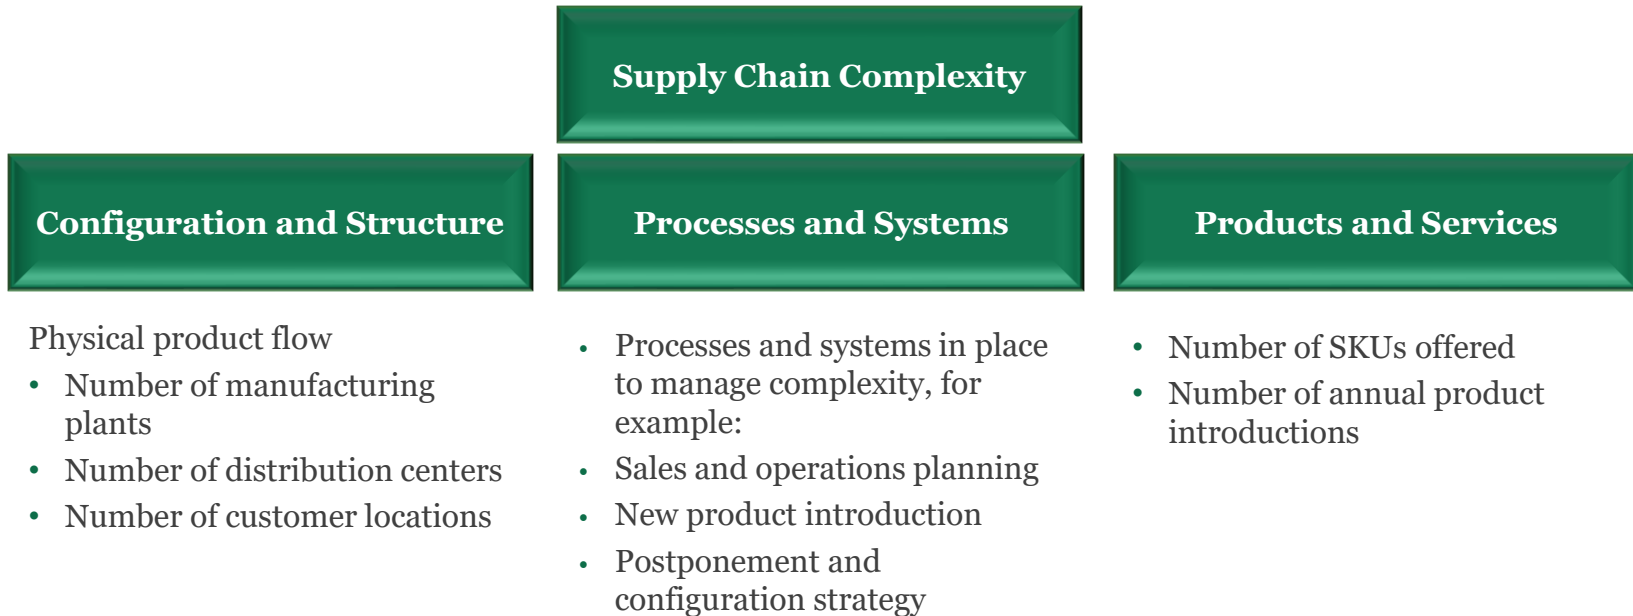 Supply Chain Complexity
Configuration and Structure
Physical product flow
• Number of manufacturing
plants
• Number of distribution centers
• Number of customer locations
Processes and Systems
• Processes and systems in place
to manage complexity, for
example:
• Sales and operations planning
• New product introduction
• Postponement and
configuration strategy
Products and Services
• Number of SKUs offered
• Number of annual product
introductions